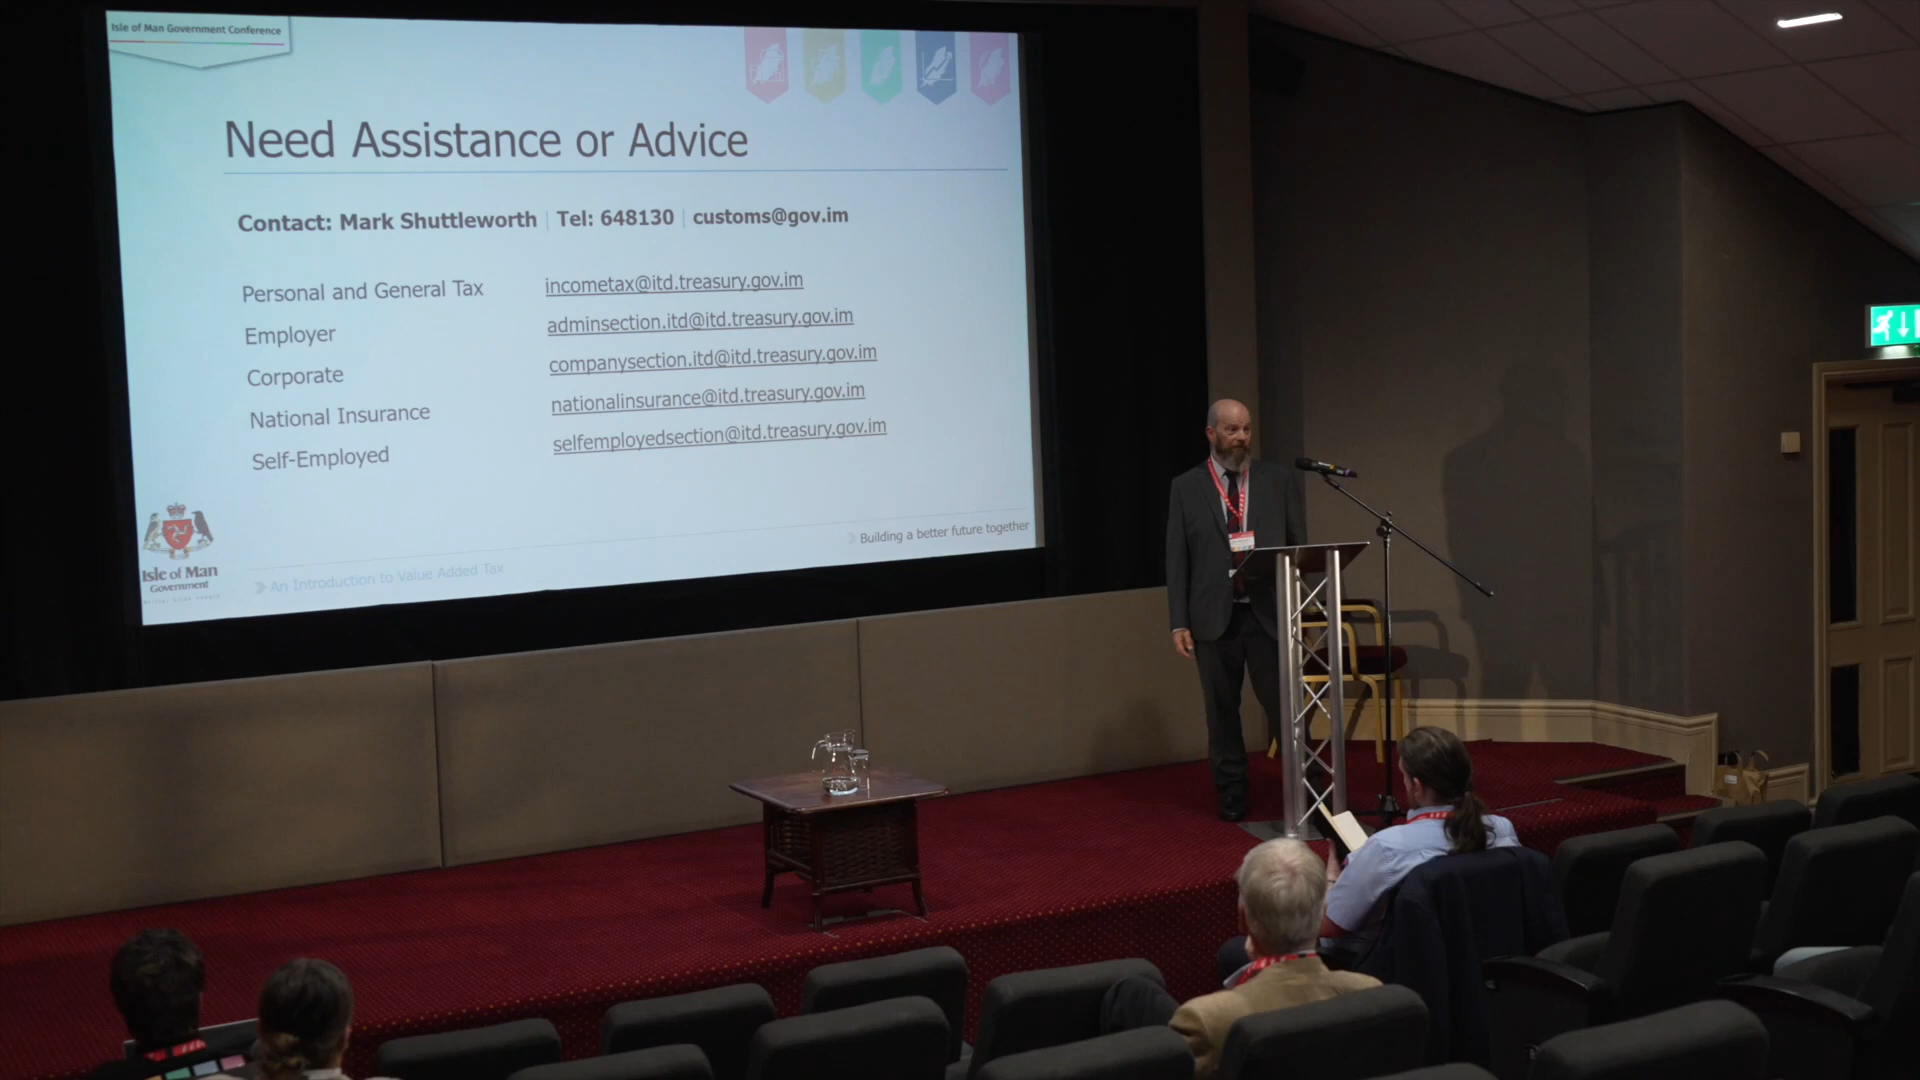 Isle of Man Government Conference
Need Assistance or Advice
Contact: Mark Shuttleworth | Tel: 648130 | customs@gov.im
Personal and General Tax incometax@itd.treasury.gov.im
Employer adminsection.itd@itd.treasury.gov.im
Corporate companysection.itd@itd.treasury.gov.im
National Insurance nationalinsurance@itd.treasury.gov.im
Self-Employed selfemployedsection@itd.treasury.gov.im
Building a better future together
Isle of Man
Government
An Introduction to Value Added Tax